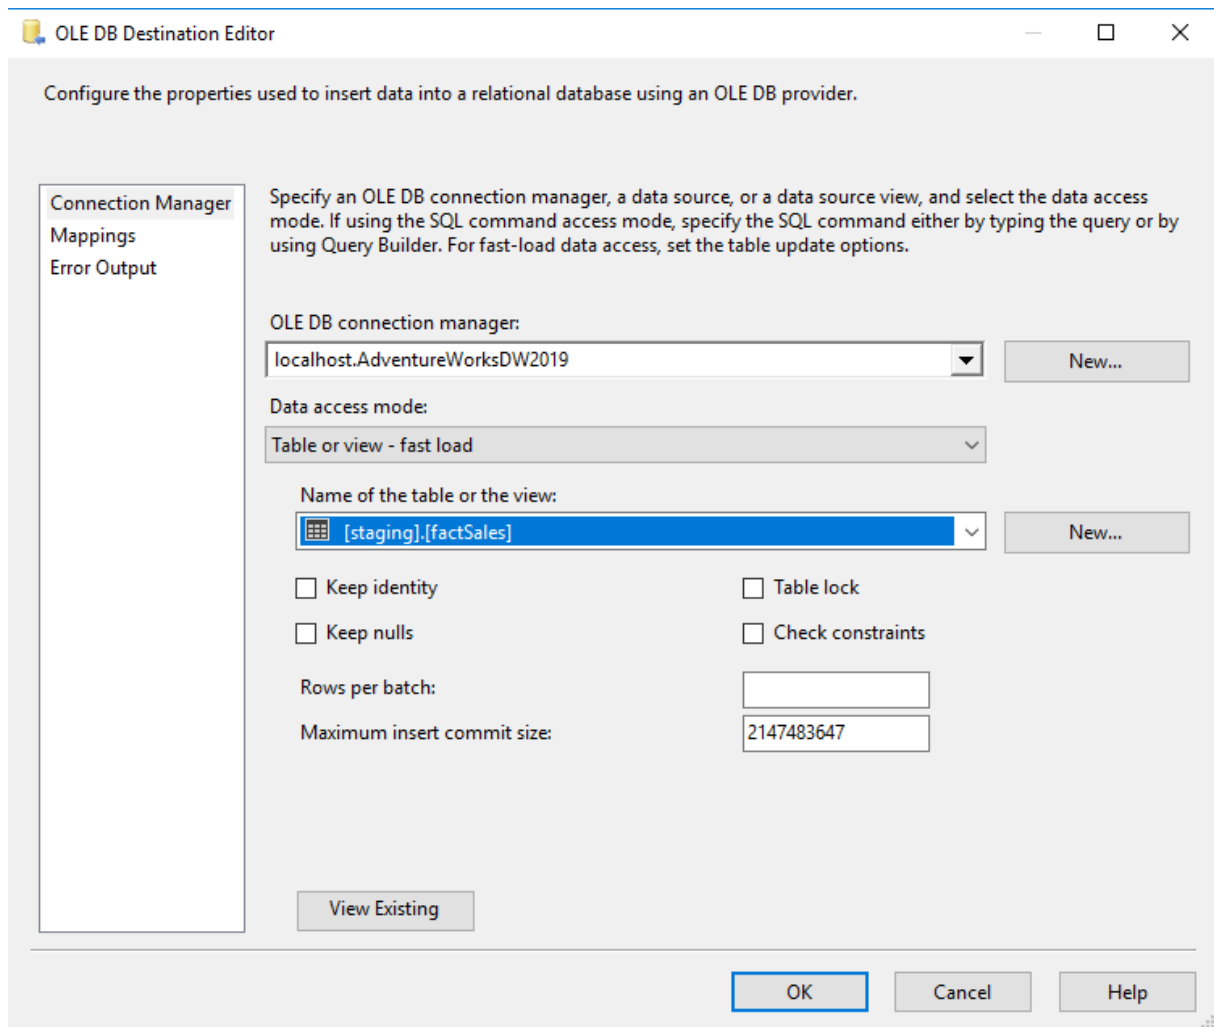 OLE DB Destination Editor
Configure the properties used to insert data into a relational database using an OLE DB provider.
Connection Manager
Mappings
Error Output
Specify an OLE DB connection manager, a data source, or a data source view, and select the data access
mode. If using the SQL command access mode, specify the SQL command either by typing the query or by
using Query Builder. For fast-load data access, set the table update options.
OLE DB connection manager:
localhost.AdventureWorksDW2019
New...
Data access mode:
Table or view - fast load
Name of the table or the view:
[staging].[factSales]
New...
Keep identity
Table lock
Keep nulls
Check constraints
Rows per batch:
Maximum insert commit size:
2147483647
View Existing
OK
Cancel
Help